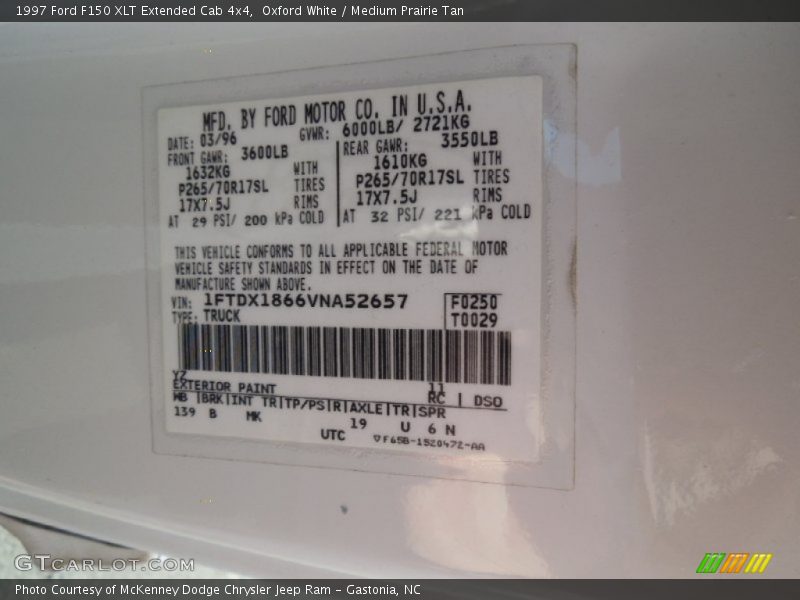 1997 Ford F150 XLT Extended Cab 4x4,  Oxford White / Medium Prairie Tan
MFD. BY FORD MOTOR CO. IN U.S.A.
DATE: 03/96 GVWR: 6000LB/ 2721KG
FRONT GAWR: 3600LB REAR GAWR: 3550LB
1632KG WITH 1610KG WITH
P265/70R17SL TIRES P265/70R17SL TIRES
17X7.5J RIMS 17X7.5J RIMS
AT 29 PSI/ 200 kPa COLD AT 32 PSI/ 221 kPa COLD
THIS VEHICLE CONFORMS TO ALL APPLICABLE FEDERAL MOTOR
VEHICLE SAFETY STANDARDS IN EFFECT ON THE DATE OF
MANUFACTURE SHOWN ABOVE.
VIN: 1FTDX1866VNA52657 F0250
TYPE: TRUCK T0029
YZ 11
EXTERIOR PAINT RC | DSO
WB |BRK|INT TR|TP/PS|R|AXLE|TR|SPR
139 B MK 19 U 6 N
UTC ▽F65B-1520472-AA
GTCARLOT.COM
Photo Courtesy of McKenney Dodge Chrysler Jeep Ram – Gastonia, NC